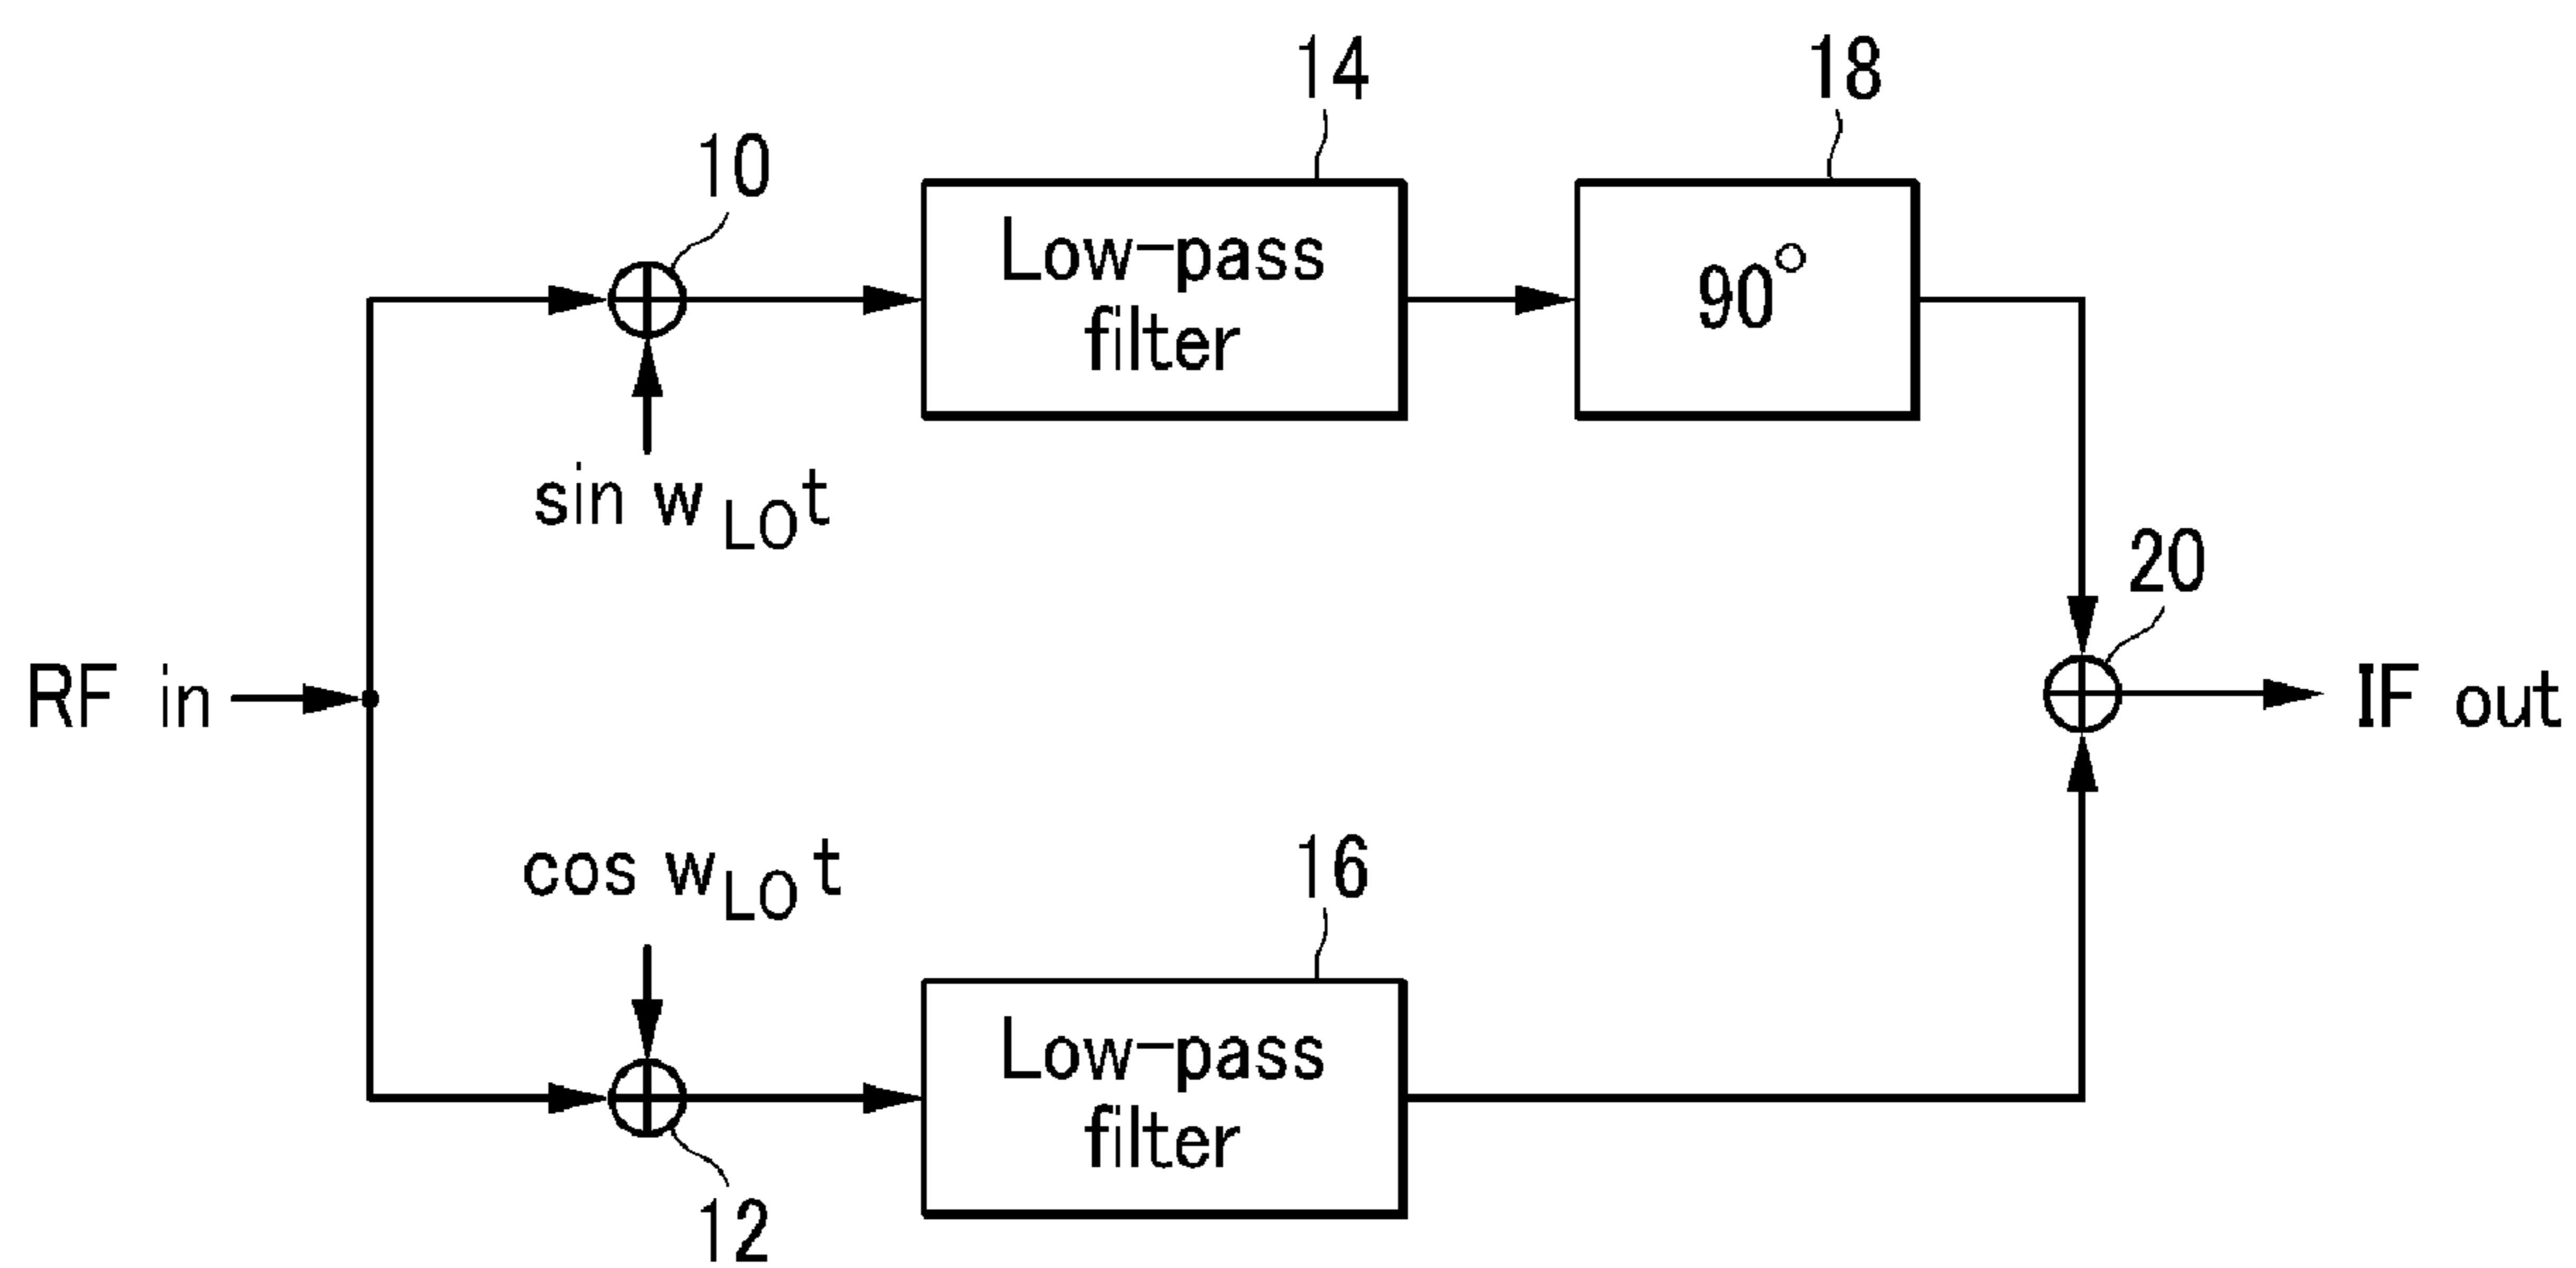 14
18
10
Low-pass
filter
90°
sin w LO t
20
RF in
IF out
cos w LO t
16
Low-pass
filter
12